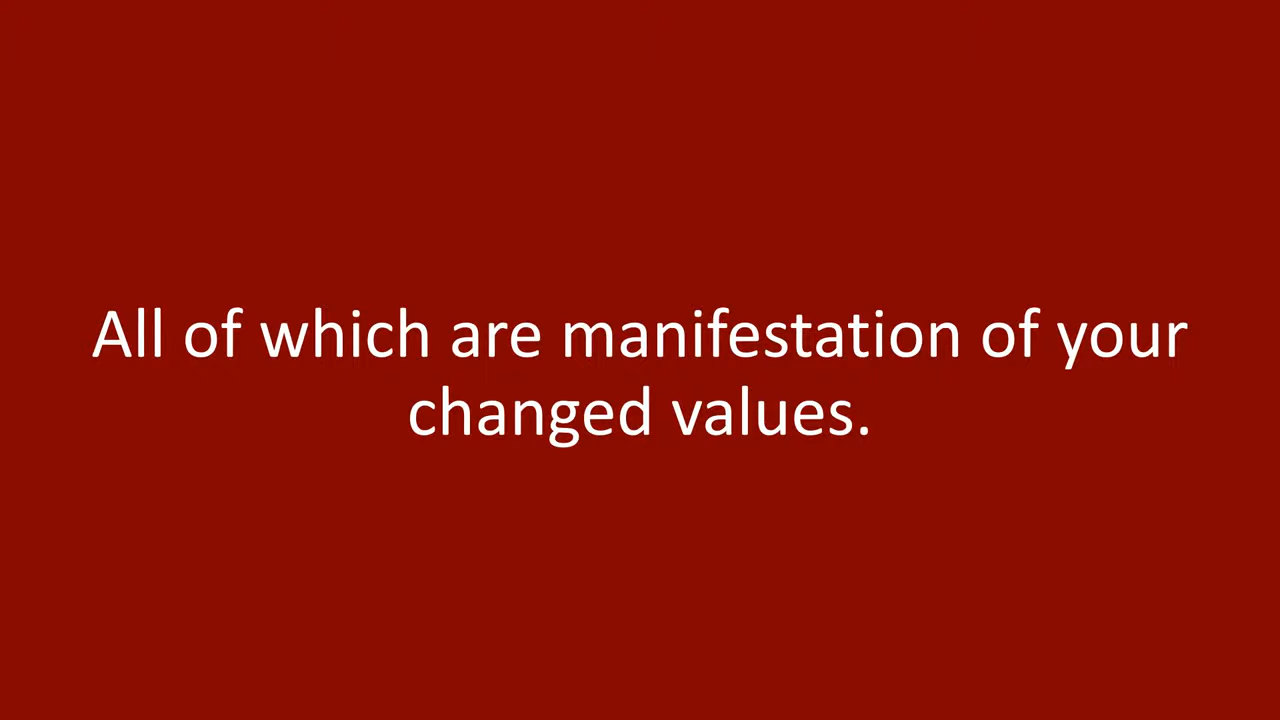 All of which are manifestation of your
changed values.